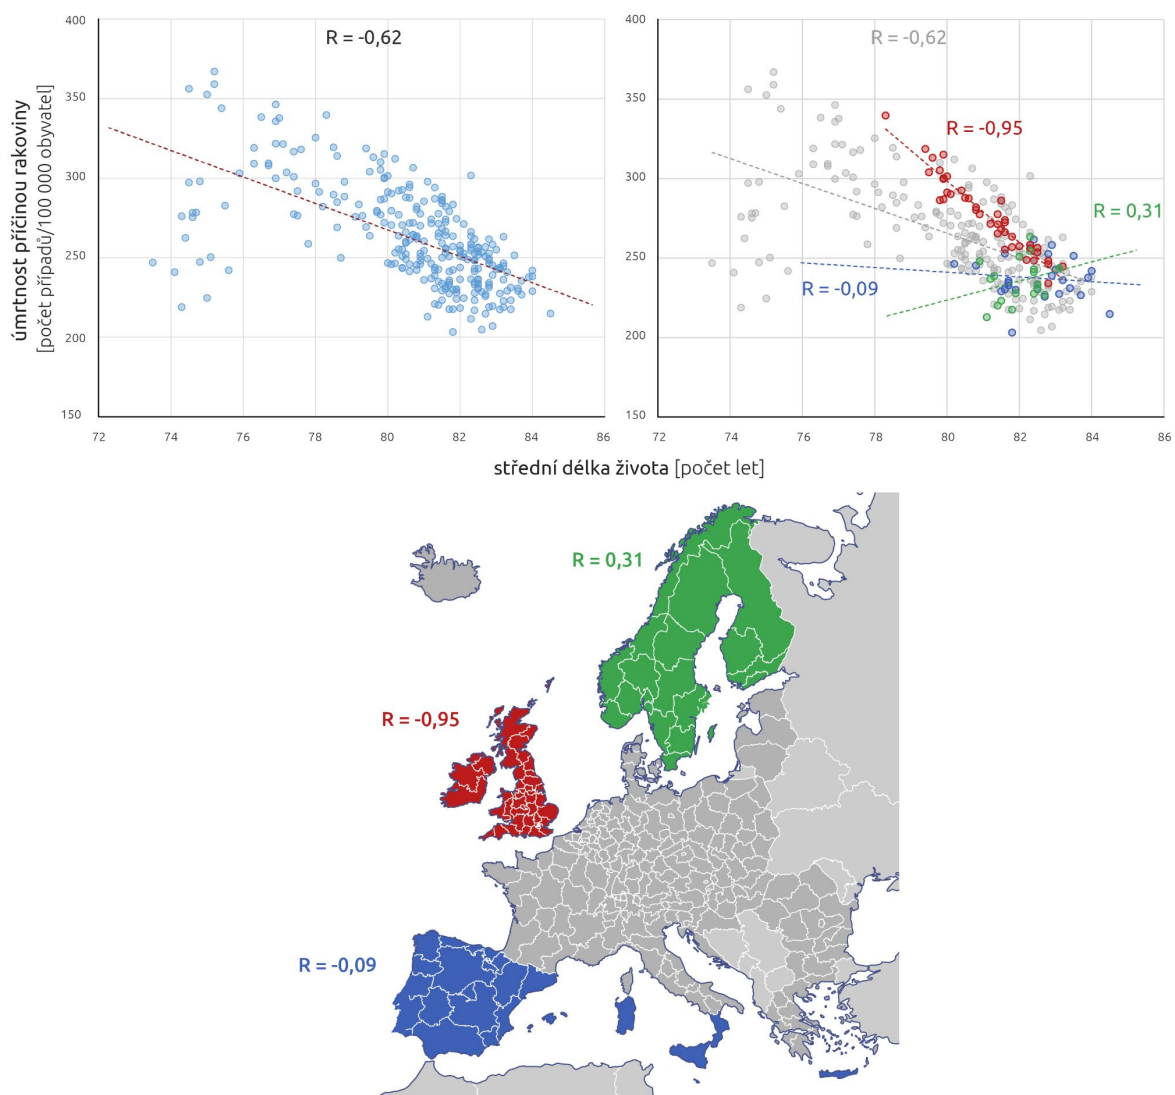 400
350
300
250
200
150
72
74
76
78
80
82
84
86
R = -0,62
úmrtnost příčinou rakoviny
[počet případů/100 000 obyvatel]
400
350
300
250
200
150
72
74
76
78
80
82
84
86
R = -0,62
R = -0,95
R = 0,31
R = -0,09
střední délka života [počet let]
R = 0,31
R = -0,95
R = -0,09